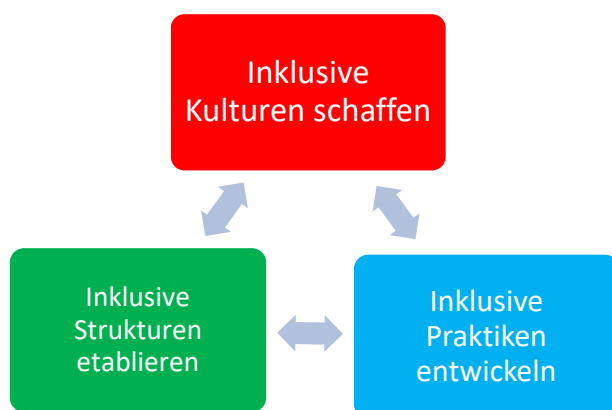 Inklusive
Kulturen schaffen
Inklusive
Strukturen
etablieren
Inklusive
Praktiken
entwickeln